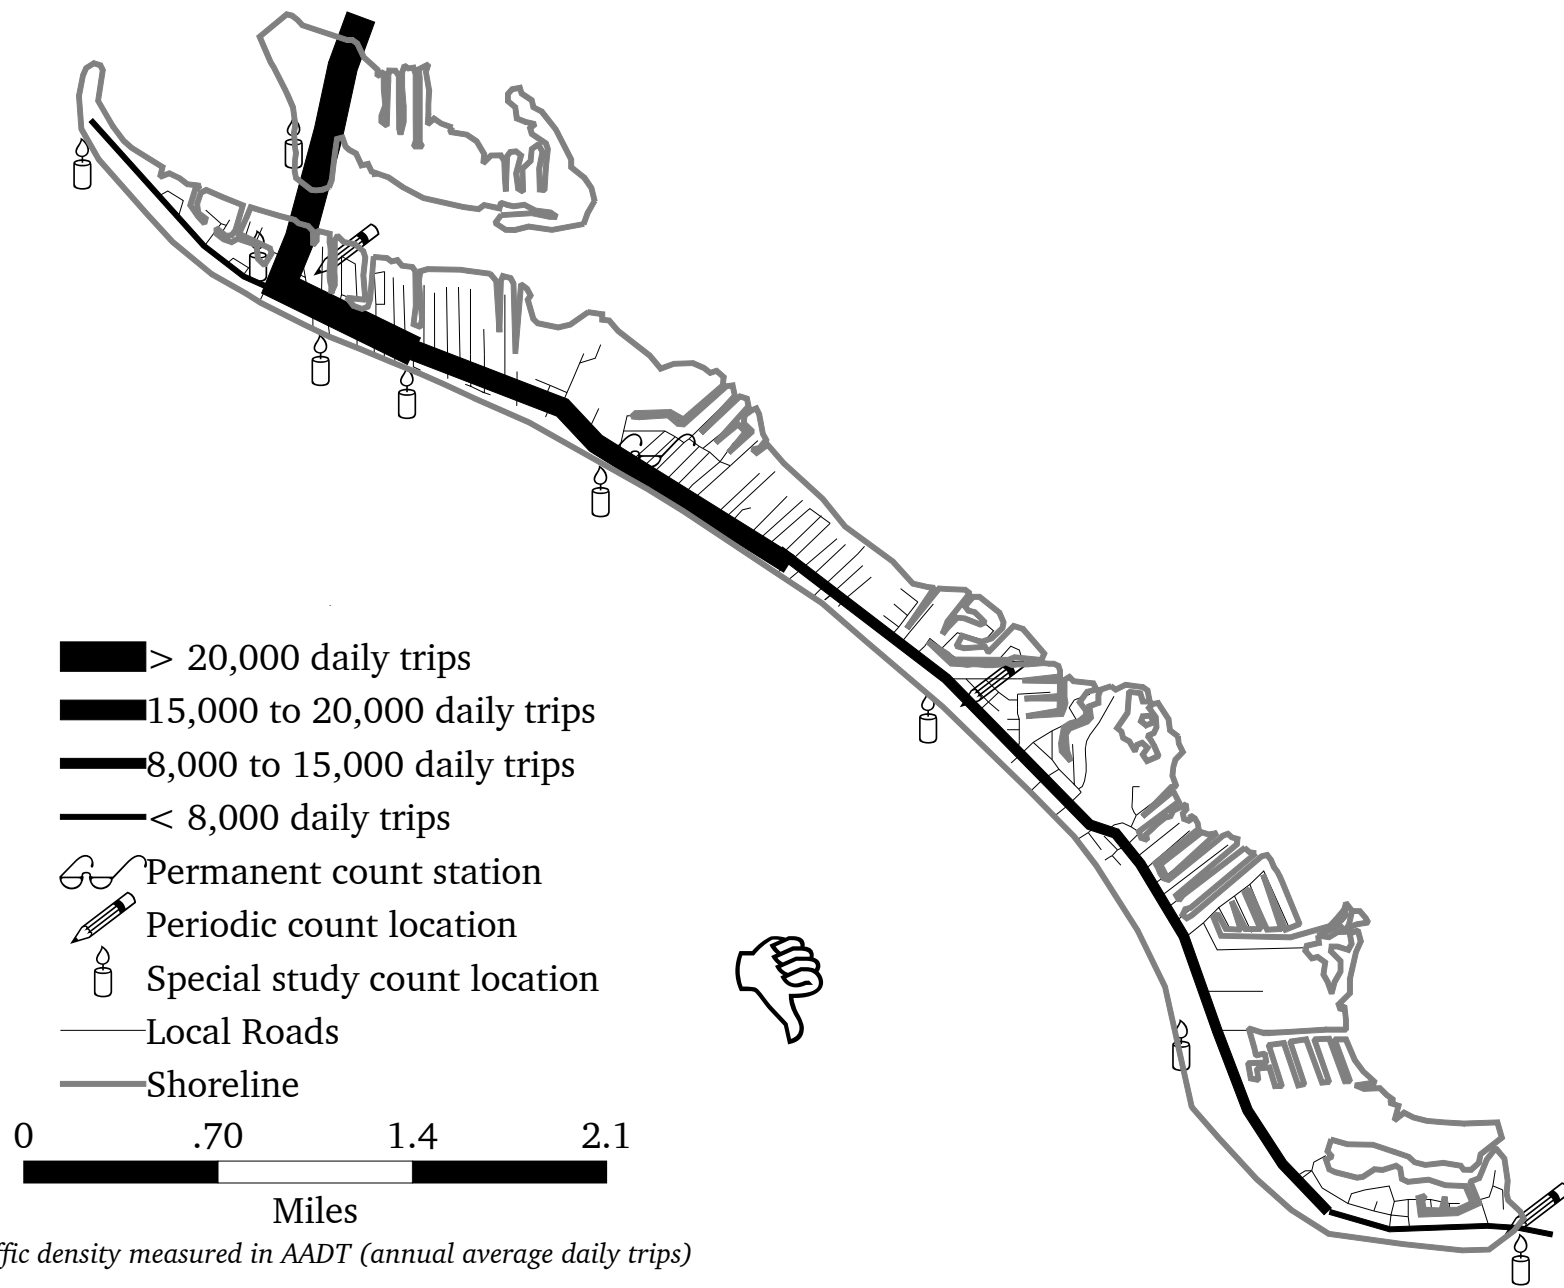 > 20,000 daily trips
15,000 to 20,000 daily trips
8,000 to 15,000 daily trips
< 8,000 daily trips
Permanent count station
Periodic count location
Special study count location
Local Roads
Shoreline
0 .70 1.4 2.1
Miles
ffic density measured in AADT (annual average daily trips)